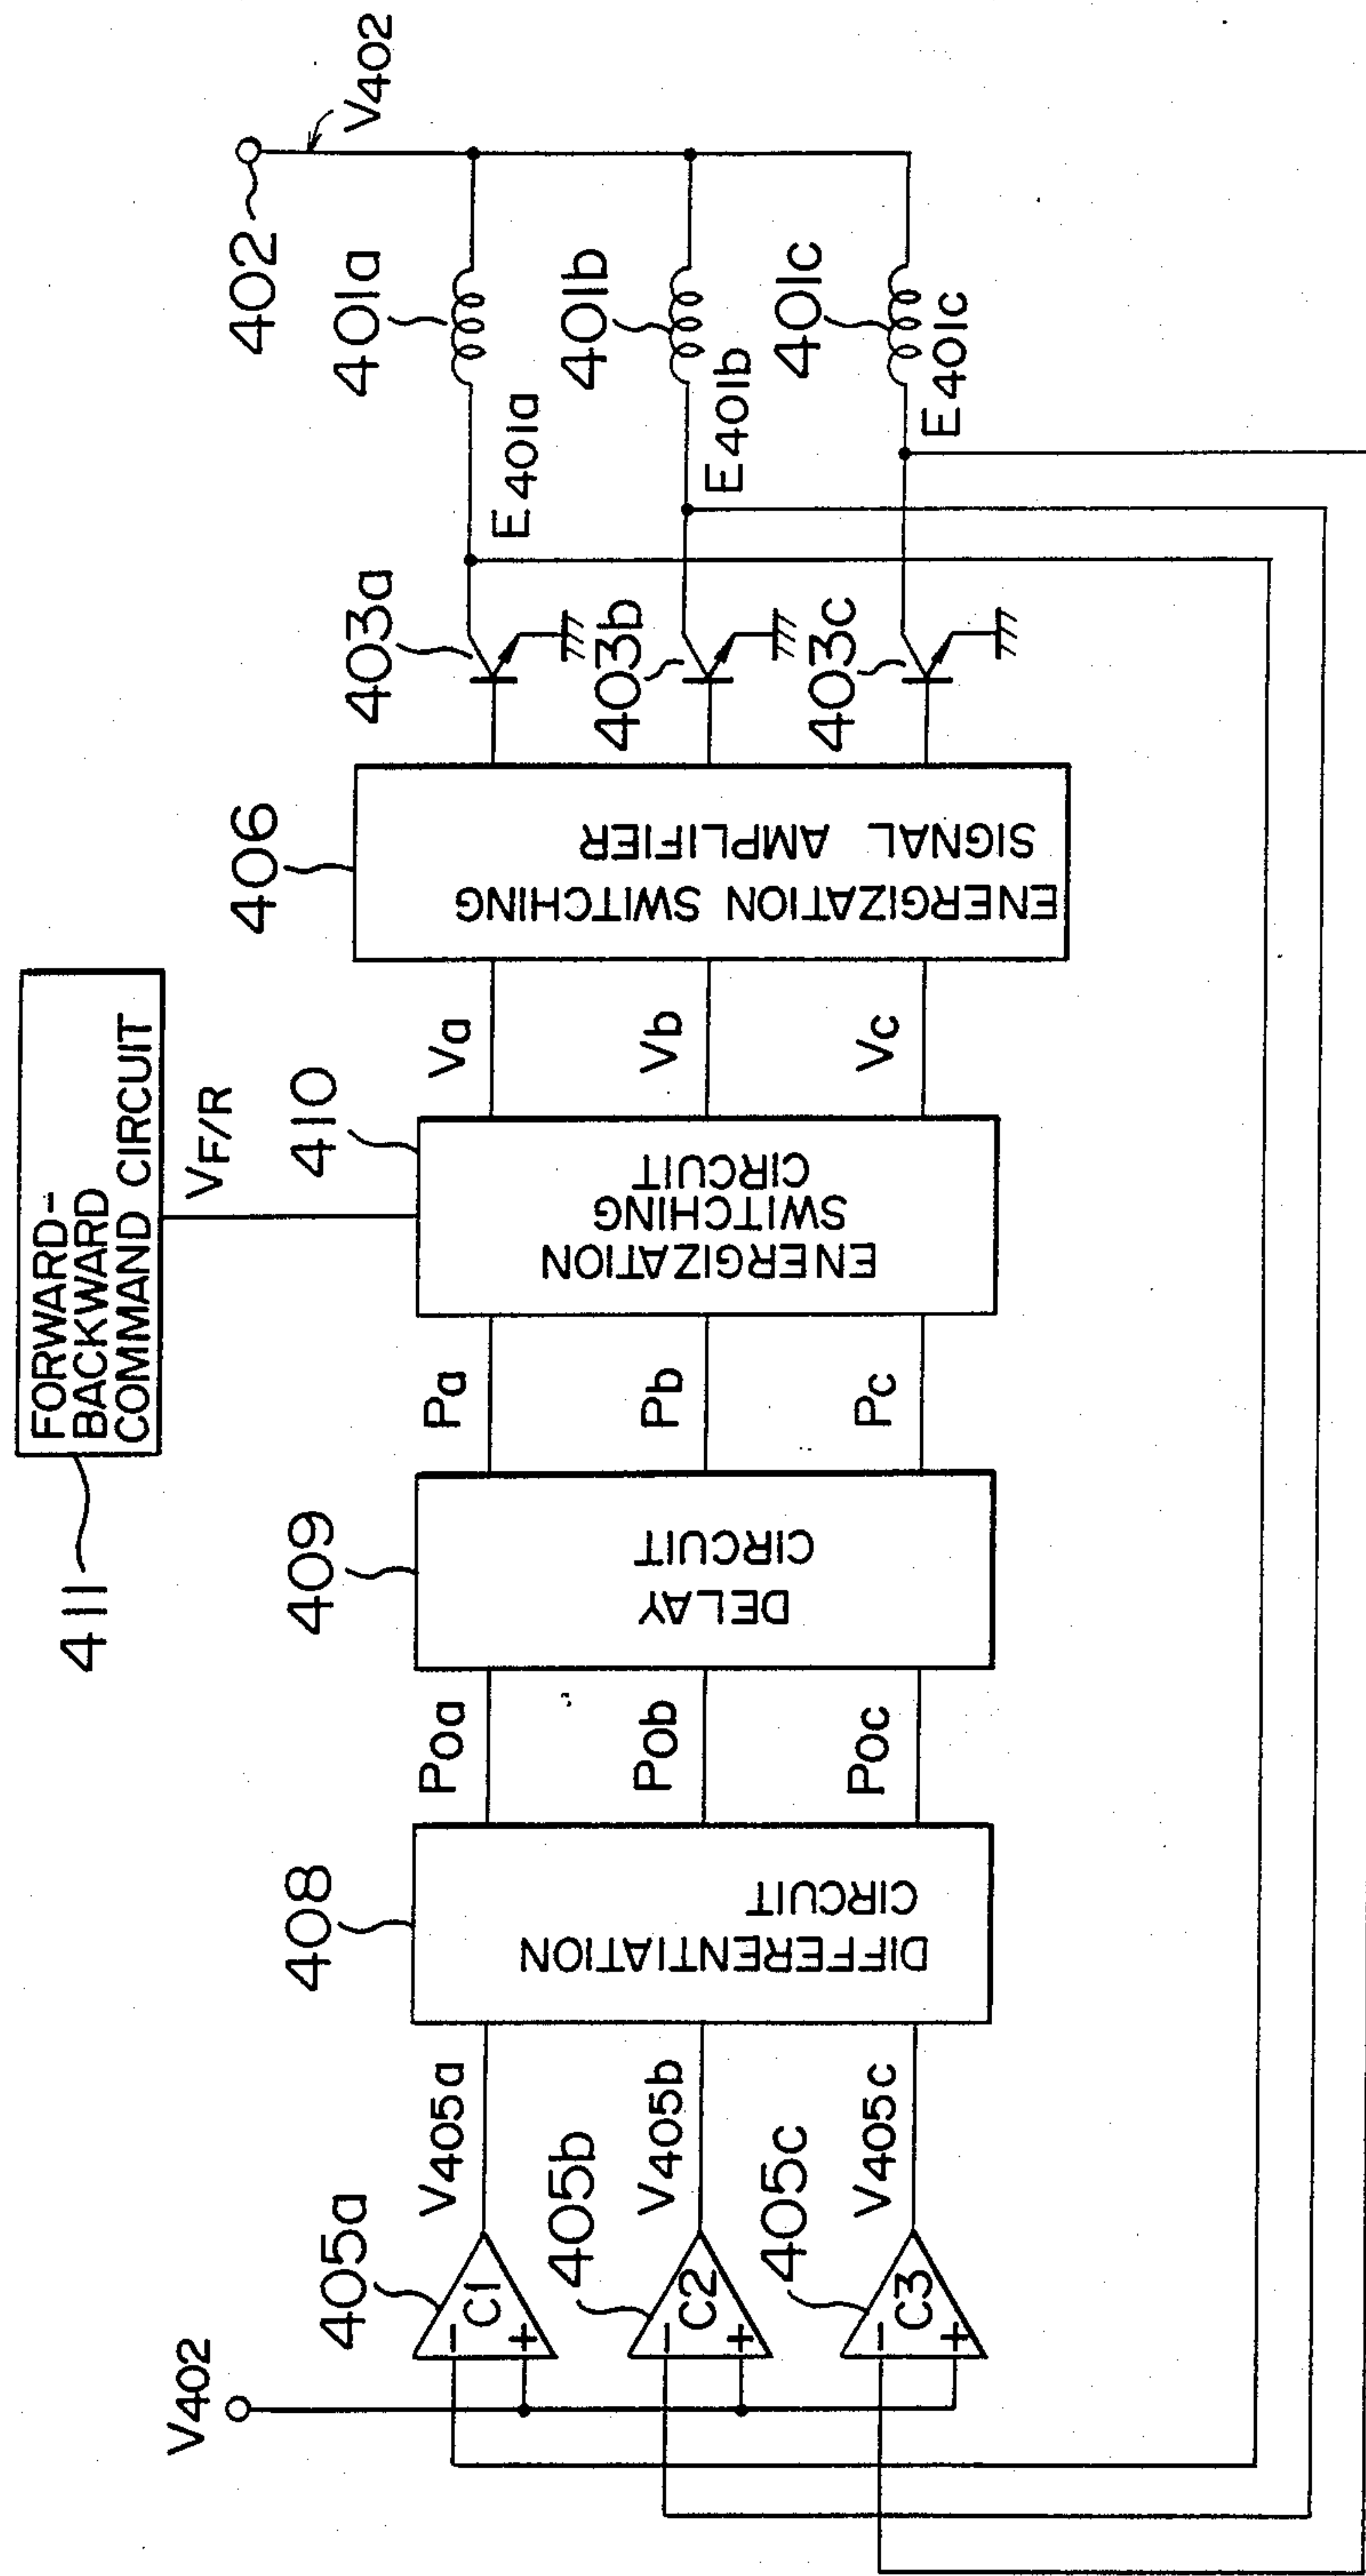 FORWARD-
BACKWARD
COMMAND CIRCUIT
411
VF/R
V402
405a
C1
−
+
V405a
405b
C2
−
+
V405b
405c
C3
−
+
V405c
408
DIFFERENTIATION
CIRCUIT
Poa
Pob
Poc
409
DELAY
CIRCUIT
Pa
Pb
Pc
410
ENERGIZATION
SWITCHING
CIRCUIT
Va
Vb
Vc
406
ENERGIZATION SWITCHING
SIGNAL AMPLIFIER
403a
403b
403c
E401a
E401b
E401c
401a
401b
401c
402
V402